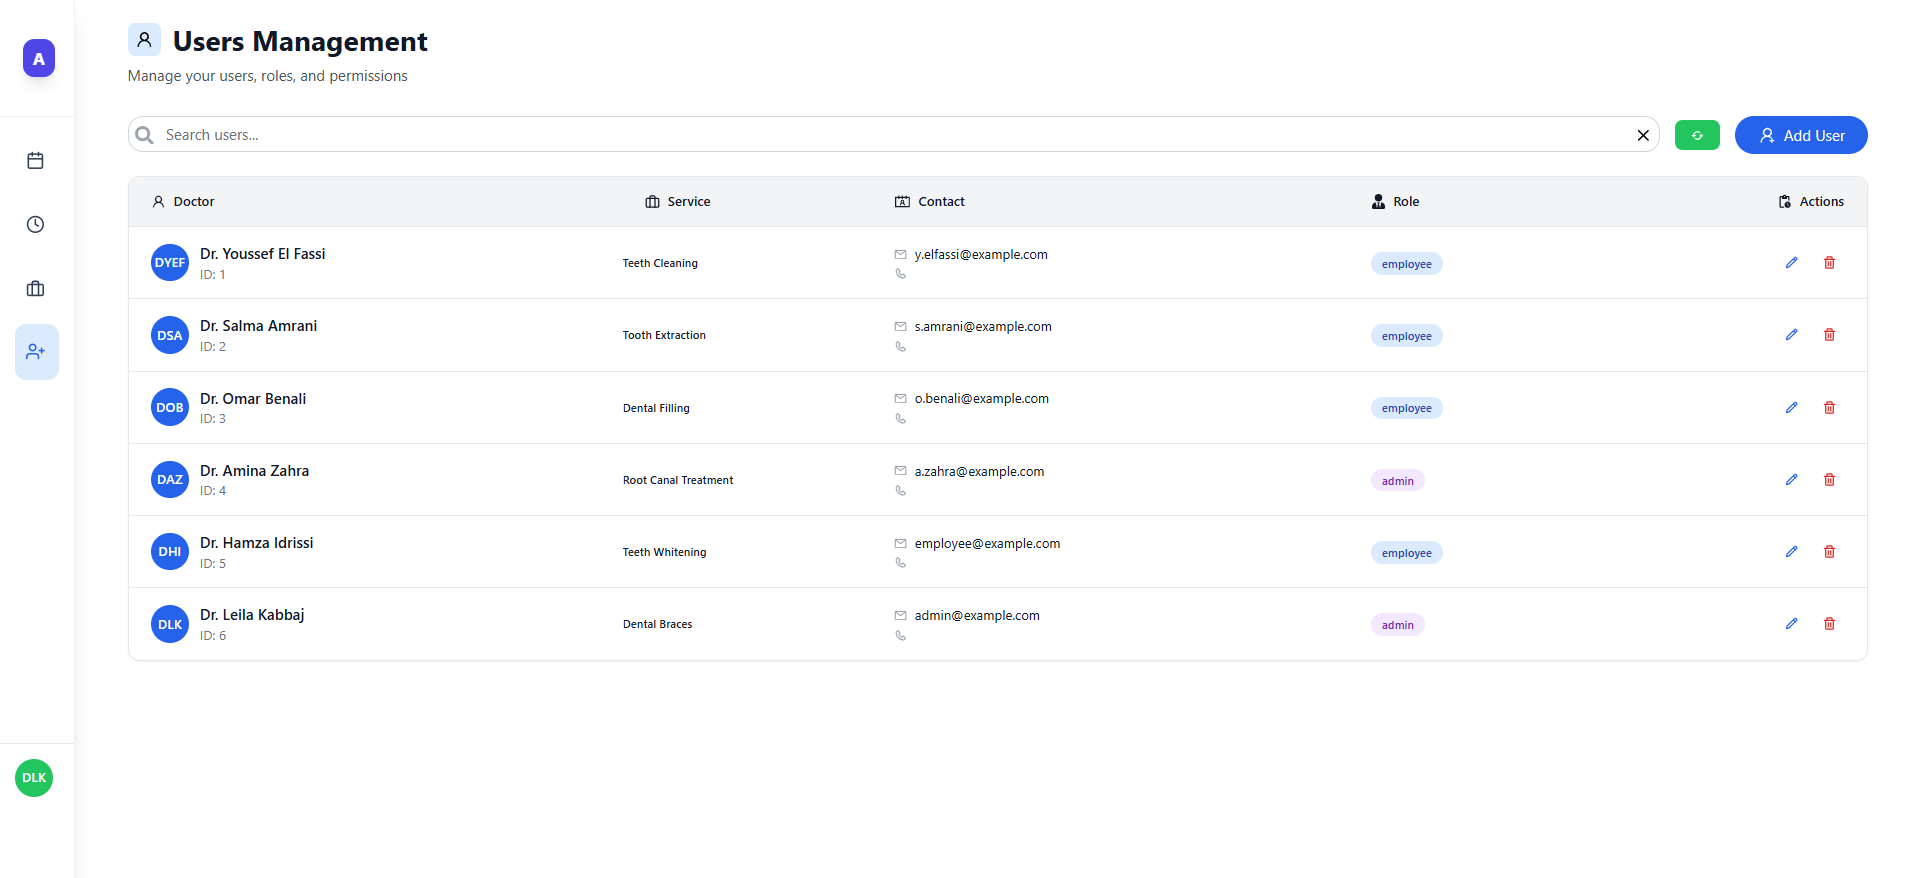 A
Users Management
Manage your users, roles, and permissions
Search users...
Add User
Doctor Service Contact Role Actions
DYEF Dr. Youssef El Fassi Teeth Cleaning y.elfassi@example.com employee
ID: 1
DSA Dr. Salma Amrani Tooth Extraction s.amrani@example.com employee
ID: 2
DOB Dr. Omar Benali Dental Filling o.benali@example.com employee
ID: 3
DAZ Dr. Amina Zahra Root Canal Treatment a.zahra@example.com admin
ID: 4
DHI Dr. Hamza Idrissi Teeth Whitening employee@example.com employee
ID: 5
DLK Dr. Leila Kabbaj Dental Braces admin@example.com admin
ID: 6
DLK